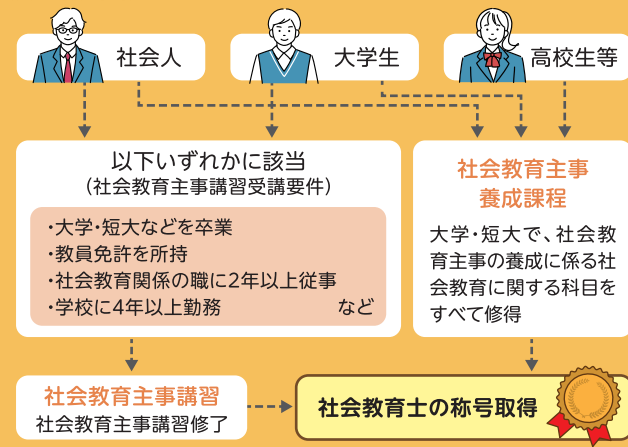 社会人
大学生
高校生等
以下いずれかに該当
（社会教育主事講習受講要件）
・大学・短大などを卒業
・教員免許を所持
・社会教育関係の職に2年以上従事
・学校に4年以上勤務 など
社会教育主事
養成課程
大学・短大で、社会教
育主事の養成に係る社
会教育に関する科目を
すべて修得
社会教育主事講習
社会教育主事講習修了
社会教育士の称号取得